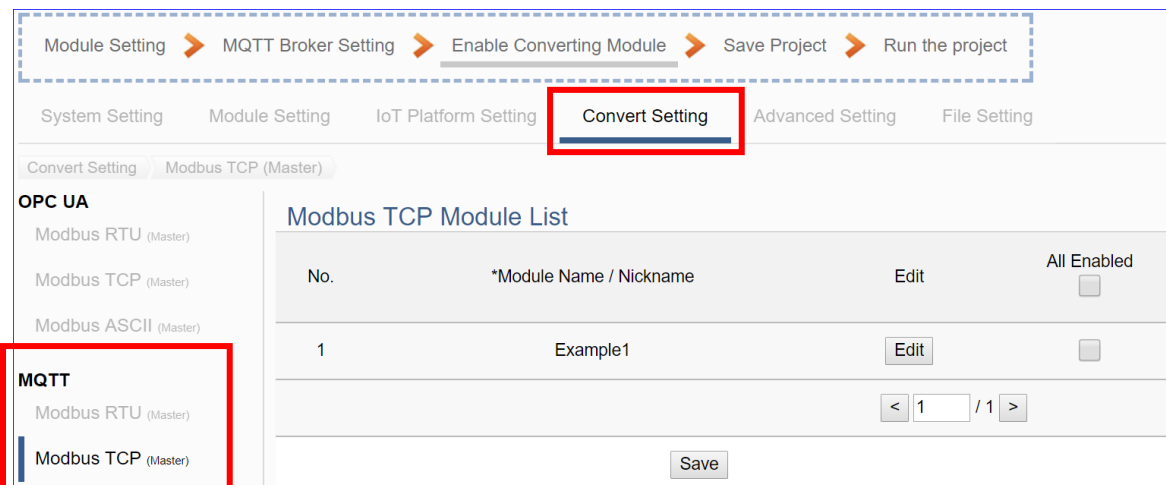 Module Setting MQTT Broker Setting Enable Converting Module Save Project Run the project
System Setting Module Setting IoT Platform Setting Convert Setting Advanced Setting File Setting
Convert Setting Modbus TCP (Master)
OPC UA
Modbus RTU (Master)
Modbus TCP (Master)
Modbus ASCII (Master)
MQTT
Modbus RTU (Master)
Modbus TCP (Master)
Modbus TCP Module List
No. *Module Name / Nickname Edit All Enabled
1 Example1 Edit
< 1 / 1 >
Save